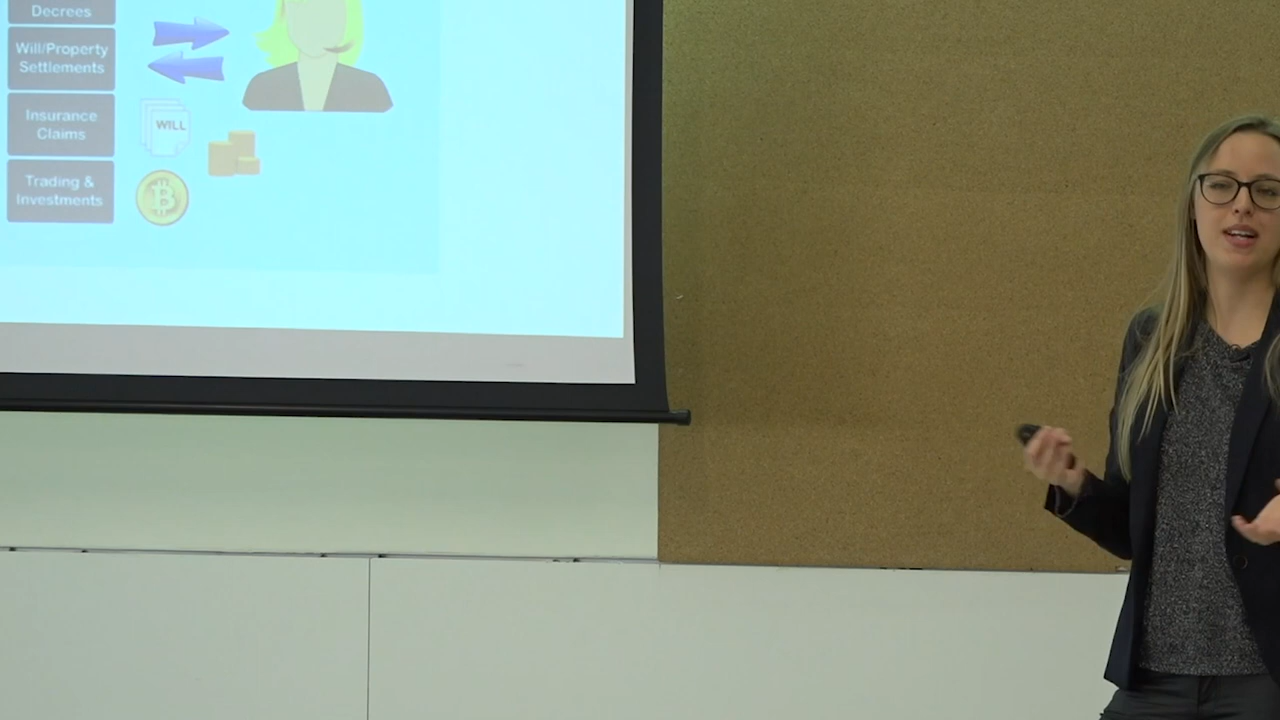 Decrees
Will/Property
Settlements
Insurance
Claims
WILL
Trading &
Investments